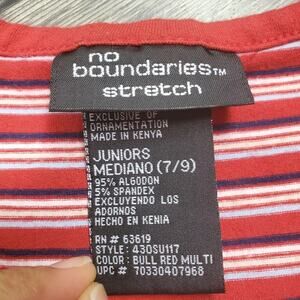 no
boundaries™
stretch
EXCLUSIVE OF
ORNAMENTATION
MADE IN KENYA
JUNIORS
MEDIANO (7/9)
95% ALGODON
5% SPANDEX
EXCLUYENDO LOS
ADORNOS
HECHO EN KENIA
RN# 63619
STYLE: 430SU117
COLOR: BULL RED MULTI
UPC# 70330407968